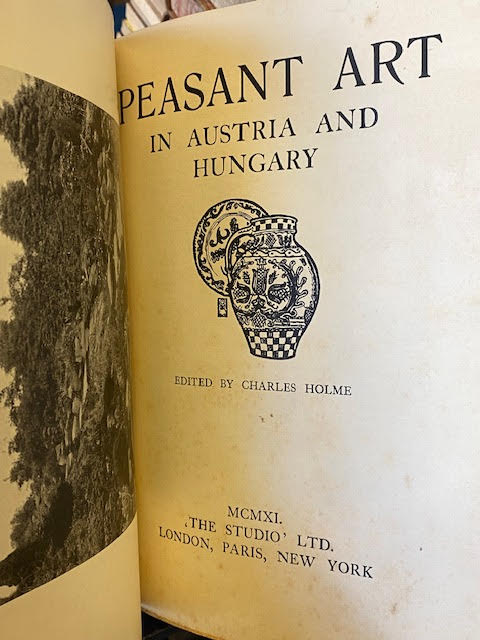 PEASANT ART
IN AUSTRIA AND
HUNGARY
EDITED BY CHARLES HOLME
MCMXI.
'THE STUDIO' LTD.
LONDON, PARIS, NEW YORK